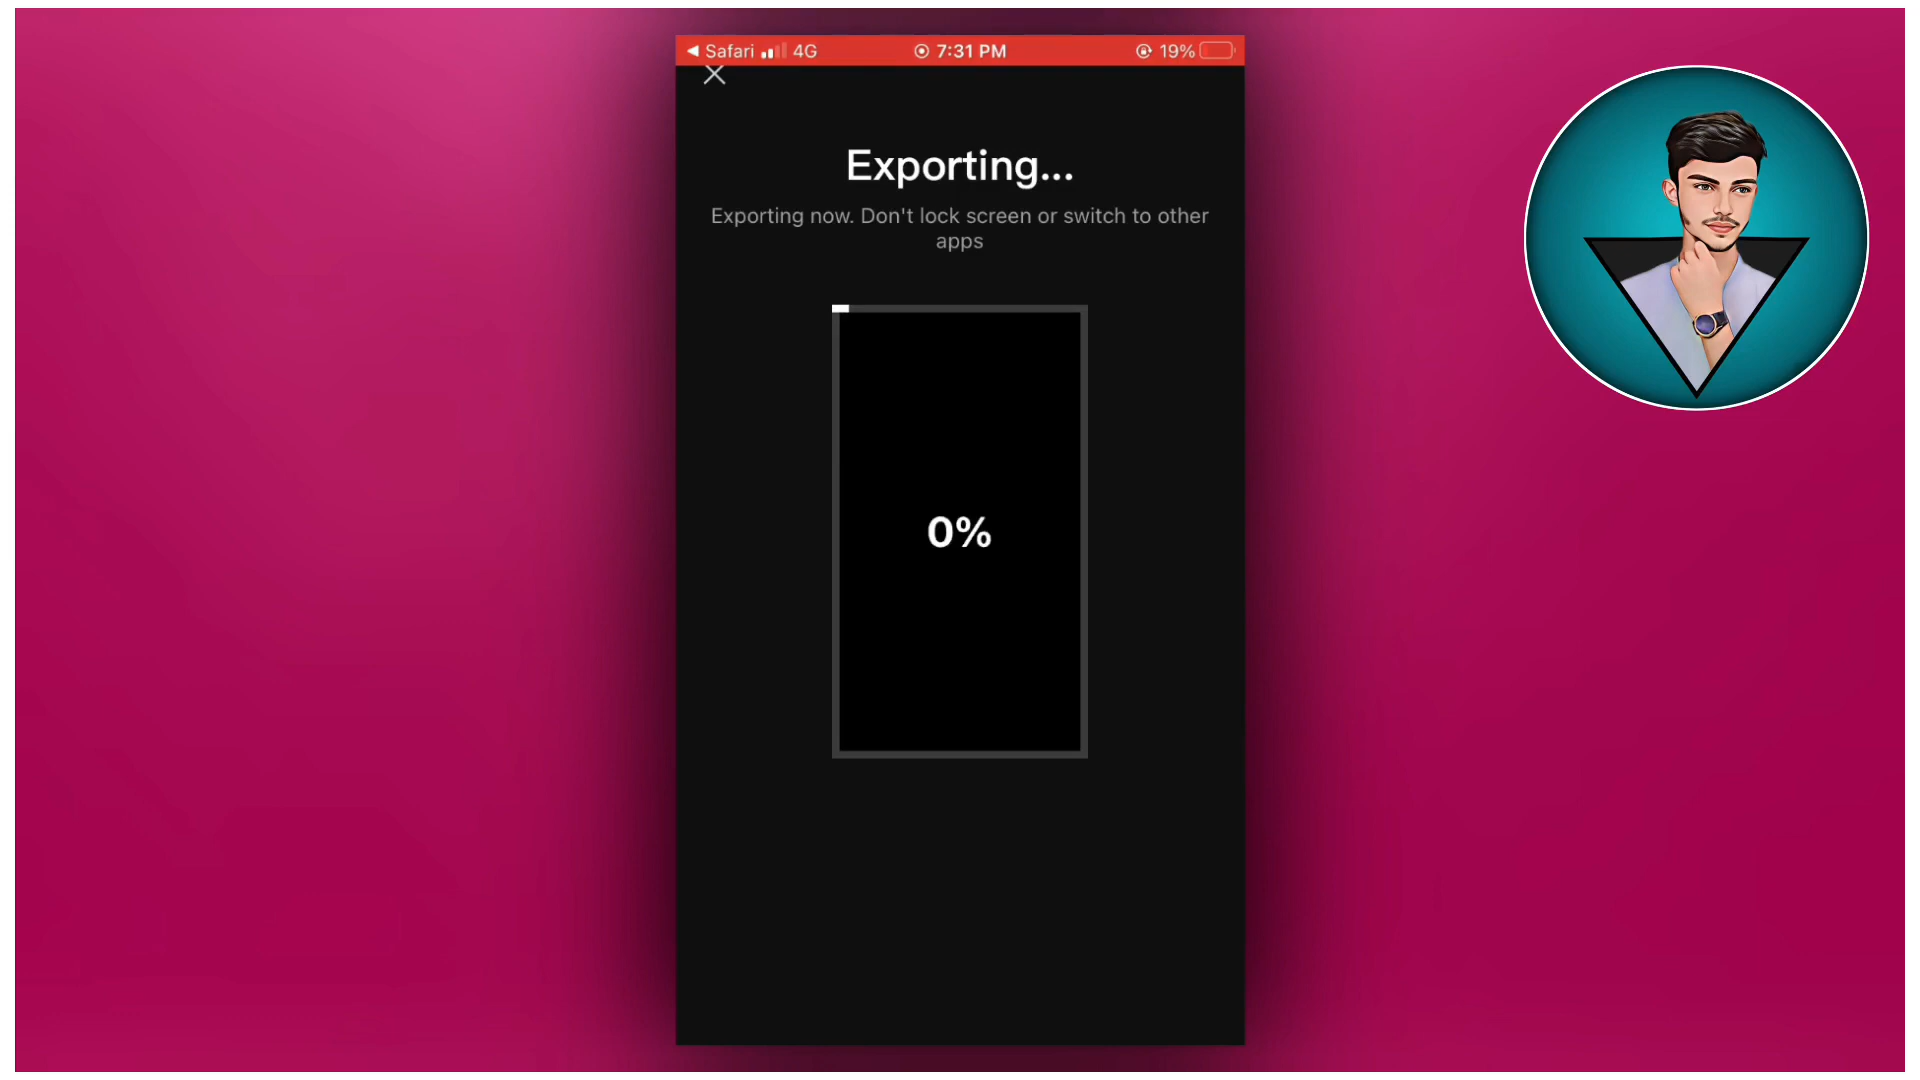 Safari 4G 7:31 PM 19%
Exporting...
Exporting now. Don't lock screen or switch to other
apps
0%